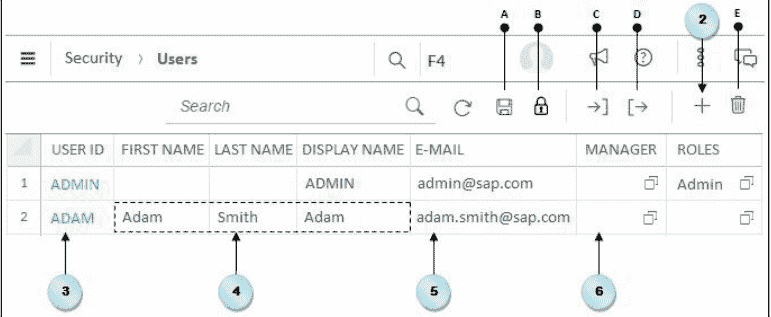 A B C D 2 E
Security > Users F4
Search
USER ID FIRST NAME LAST NAME DISPLAY NAME E-MAIL MANAGER ROLES
1 ADMIN ADMIN admin@sap.com Admin
2 ADAM Adam Smith Adam adam.smith@sap.com
3 4 5 6